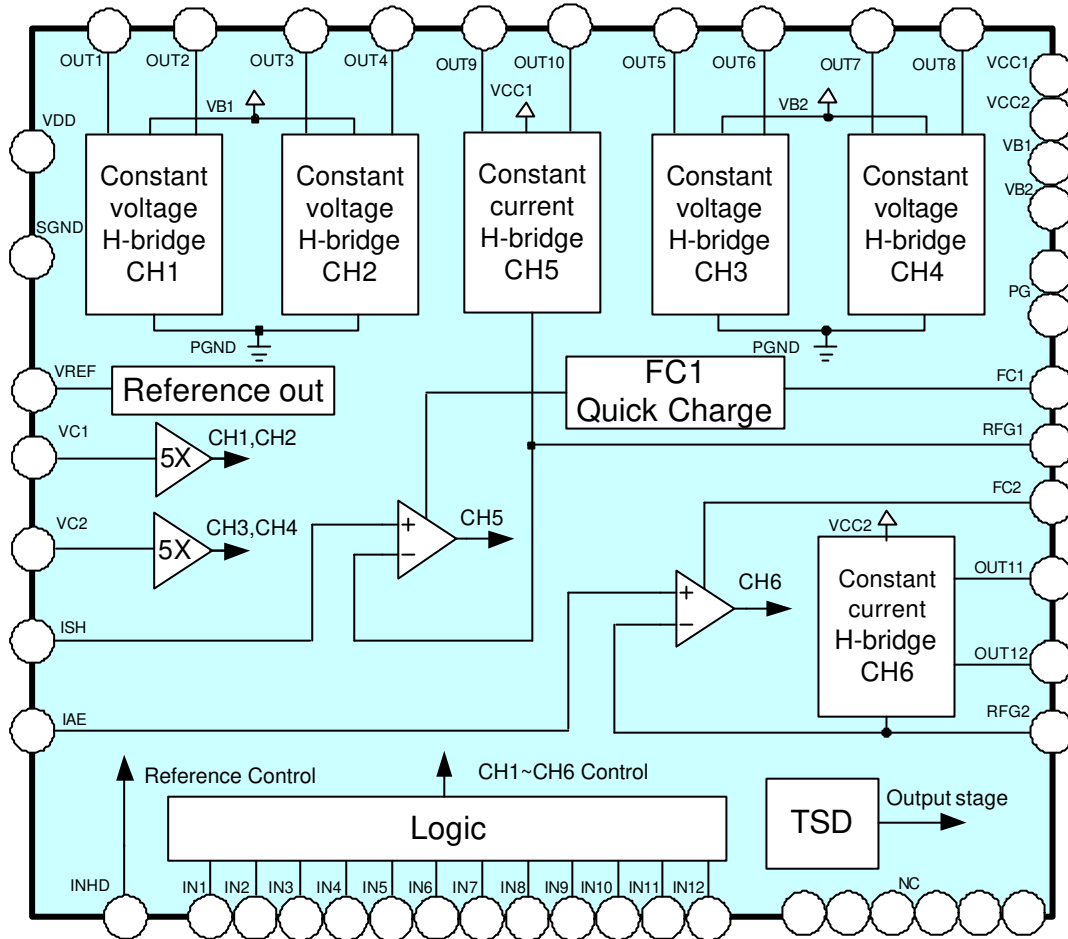 OUT1
OUT2
OUT3
OUT4
OUT9
OUT10
OUT5
OUT6
OUT7
OUT8
VCC1
VCC2
VB1
VB2
PG
VDD
SGND
VB1
VCC1
VB2
Constant
voltage
H-bridge
CH1
Constant
voltage
H-bridge
CH2
Constant
current
H-bridge
CH5
Constant
voltage
H-bridge
CH3
Constant
voltage
H-bridge
CH4
PGND
PGND
VREF
Reference out
FC1
Quick Charge
FC1
VC1
5X
CH1,CH2
RFG1
VC2
5X
CH3,CH4
+
−
CH5
FC2
VCC2
Constant
current
H-bridge
CH6
OUT11
OUT12
RFG2
+
−
CH6
ISH
IAE
Reference Control
CH1~CH6 Control
Logic
TSD
Output stage
INHD
IN1
IN2
IN3
IN4
IN5
IN6
IN7
IN8
IN9
IN10
IN11
IN12
NC